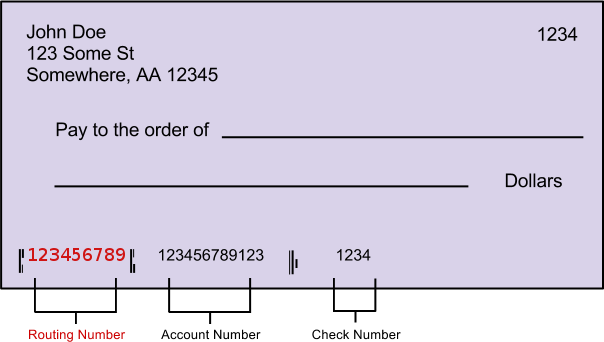 John Doe 1234
123 Some St
Somewhere, AA 12345
Pay to the order of
Dollars
123456789 123456789123 1234
Routing Number Account Number Check Number